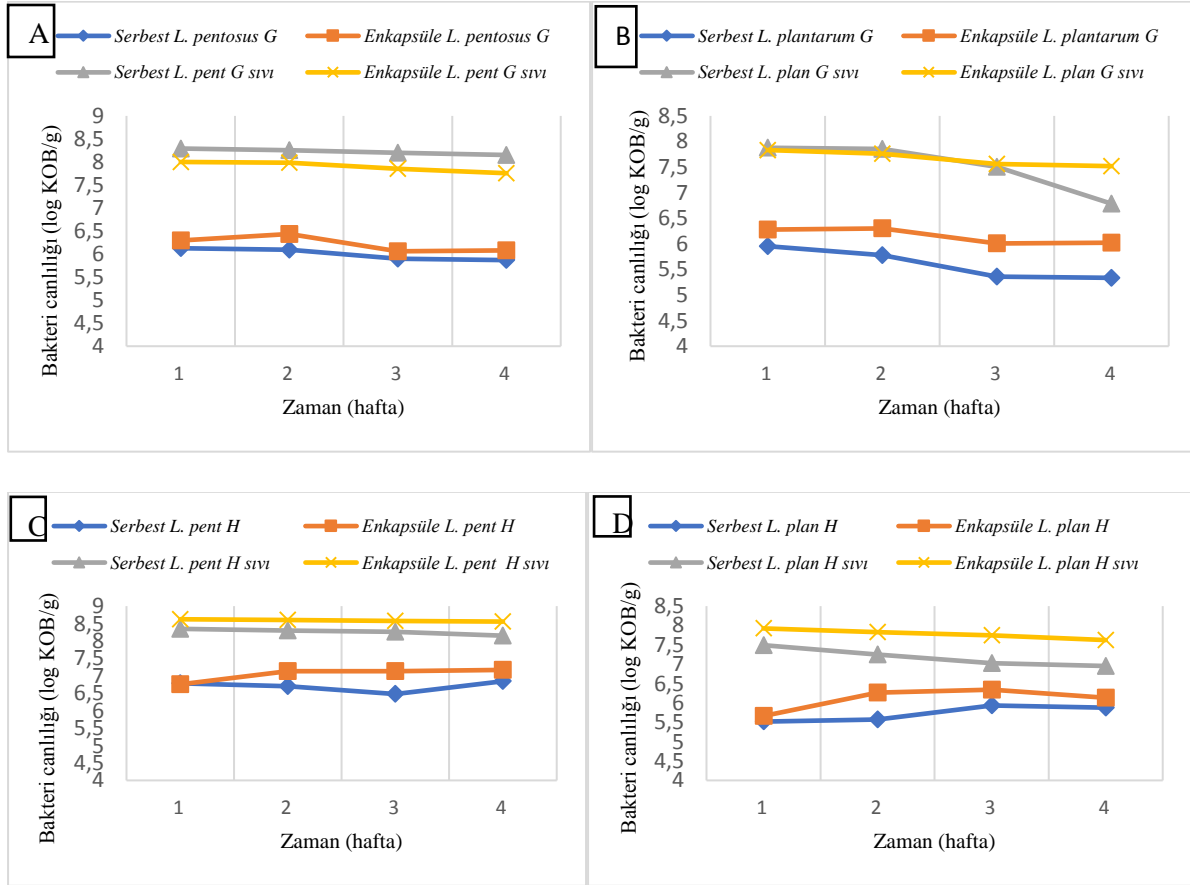 A
Serbest L. pentosus G
Enkapsüle L. pentosus G
Serbest L. pent G sıvı
Enkapsüle L. pent G sıvı
Bakteri canlılığı (log KOB/g)
9
8,5
8
7,5
7
6,5
6
5,5
5
4,5
4
1 2 3 4
Zaman (hafta)
B
Serbest L. plantarum G
Enkapsüle L. plantarum G
Serbest L. plan G sıvı
Enkapsüle L. plan G sıvı
Bakteri canlılığı (log KOB/g)
8,5
8
7,5
7
6,5
6
5,5
5
4,5
4
1 2 3 4
Zaman (hafta)
C
Serbest L. pent H
Enkapsüle L. pent H
Serbest L. pent H sıvı
Enkapsüle L. pent H sıvı
Bakteri canlılığı (log KOB/g)
9
8,5
8
7,5
7
6,5
6
5,5
5
4,5
4
1 2 3 4
Zaman (hafta)
D
Serbest L. plan H
Enkapsüle L. plan H
Serbest L. plan H sıvı
Enkapsüle L. plan H sıvı
Bakteri canlılığı (log KOB/g)
8,5
8
7,5
7
6,5
6
5,5
5
4,5
4
1 2 3 4
Zaman (hafta)